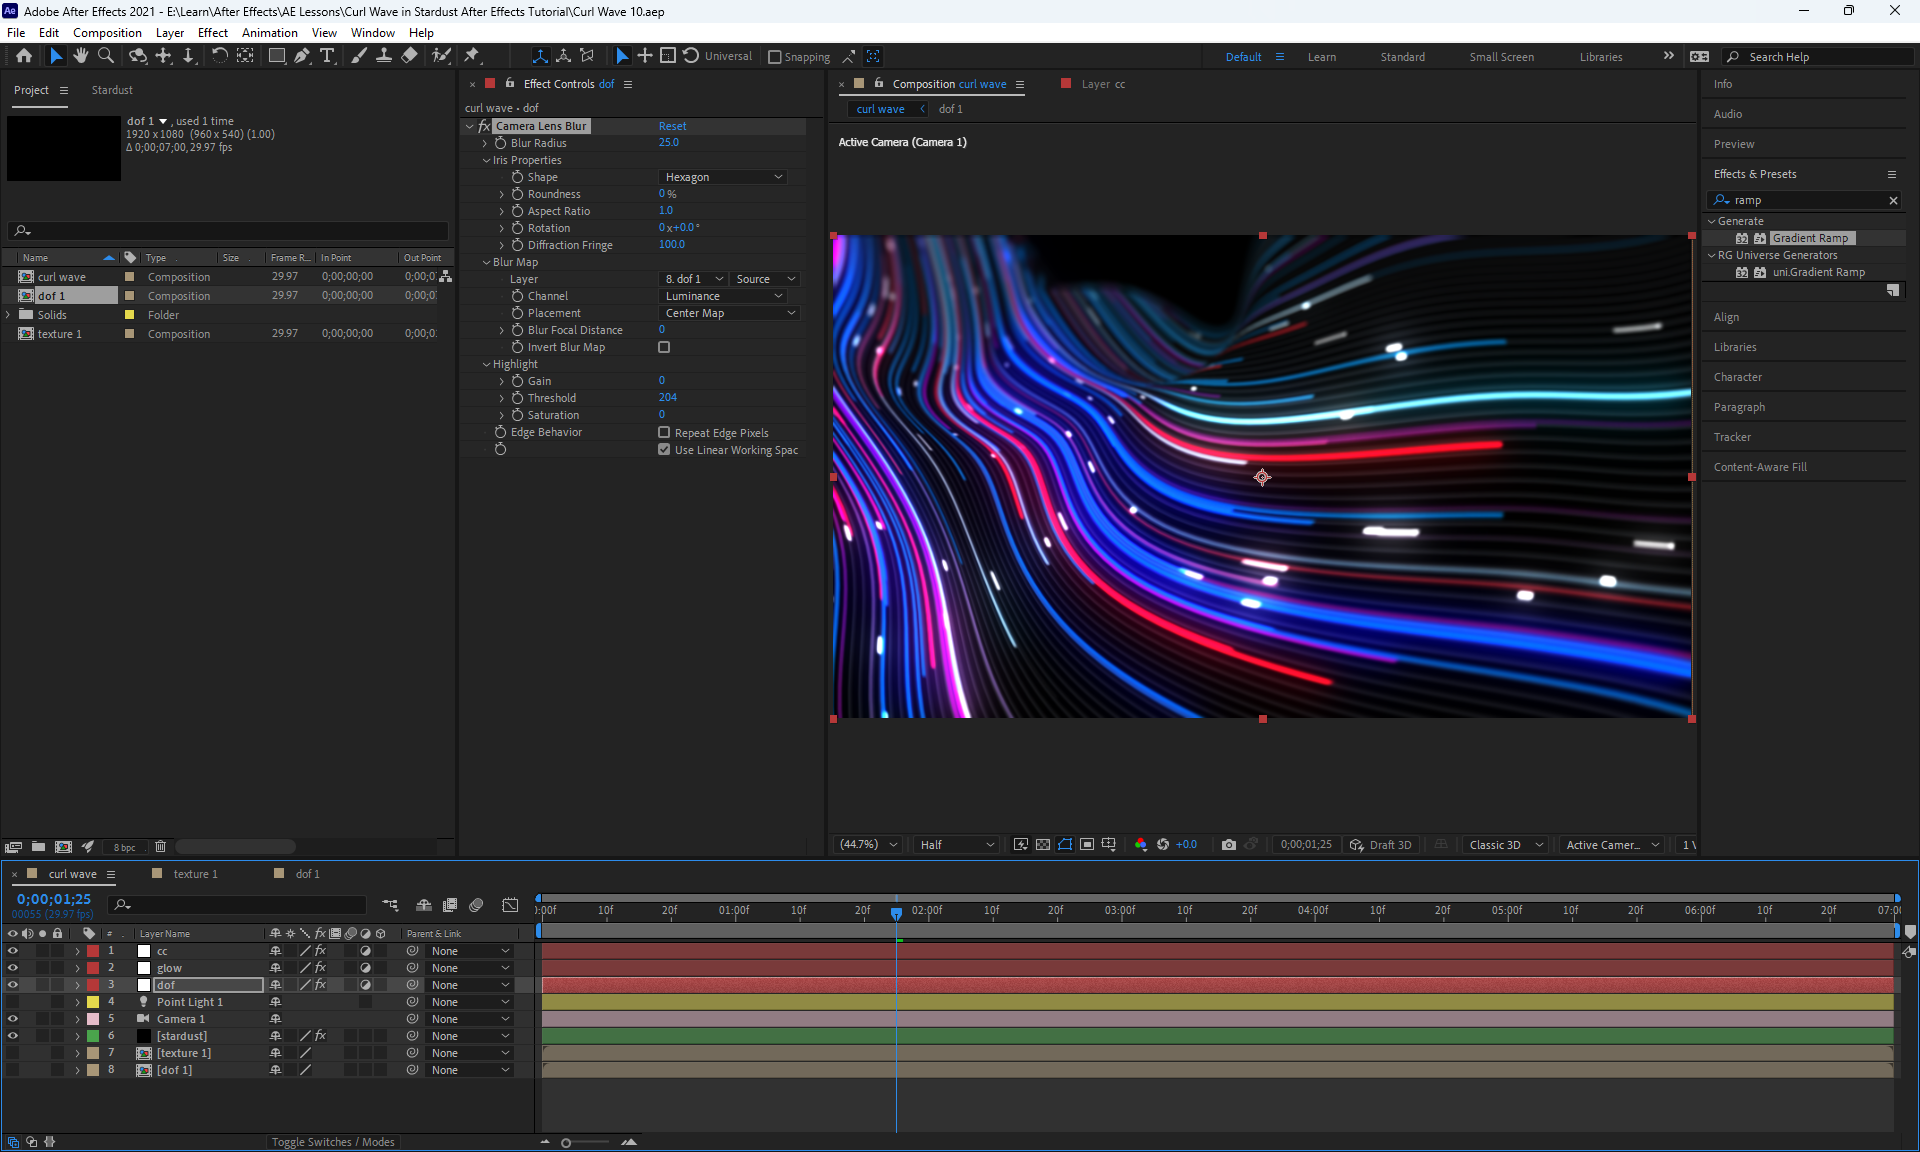 Adobe After Effects 2021 - E:\Learn\After Effects\AE Lessons\Curl Wave in Stardust After Effects Tutorial\Curl Wave 10.aep
File Edit Composition Layer Effect Animation View Window Help
Universal Snapping Default Learn Standard Small Screen Libraries Search Help
Project Stardust
dof 1 , used 1 time
1920 x 1080 (960 x 540) (1.00)
Δ 0;00;07;00, 29.97 fps
Name Type Size Frame R... In Point Out Point
curl wave Composition 29.97 0;00;00;00 0;00;0
dof 1 Composition 29.97 0;00;00;00 0;00;0
Solids Folder
texture 1 Composition 29.97 0;00;00;00 0;00;0
8 bpc
Effect Controls dof
curl wave • dof
fx Camera Lens Blur Reset
Blur Radius 25.0
Iris Properties
Shape Hexagon
Roundness 0 %
Aspect Ratio 1.0
Rotation 0x+0.0°
Diffraction Fringe 100.0
Blur Map
Layer 8. dof 1 Source
Channel Luminance
Placement Center Map
Blur Focal Distance 0
Invert Blur Map
Highlight
Gain 0
Threshold 204
Saturation 0
Edge Behavior Repeat Edge Pixels
Use Linear Working Spac
Composition curl wave Layer cc
curl wave dof 1
Active Camera (Camera 1)
(44.7%) Half +0.0 0;00;01;25 Draft 3D Classic 3D Active Camer... 1 V
Info
Audio
Preview
Effects & Presets
ramp
Generate
32 Gradient Ramp
RG Universe Generators
32 uni.Gradient Ramp
Align
Libraries
Character
Paragraph
Tracker
Content-Aware Fill
curl wave texture 1 dof 1
0;00;01;25
00055 (29.97 fps)
):00f 10f 20f 01:00f 10f 20f 02:00f 10f 20f 03:00f 10f 20f 04:00f 10f 20f 05:00f 10f 20f 06:00f 10f 20f 07:0
# Layer Name fx Parent & Link
1 cc fx None
2 glow fx None
3 dof fx None
4 Point Light 1 None
5 Camera 1 None
6 [stardust] fx None
7 [texture 1] None
8 [dof 1] None
Toggle Switches / Modes